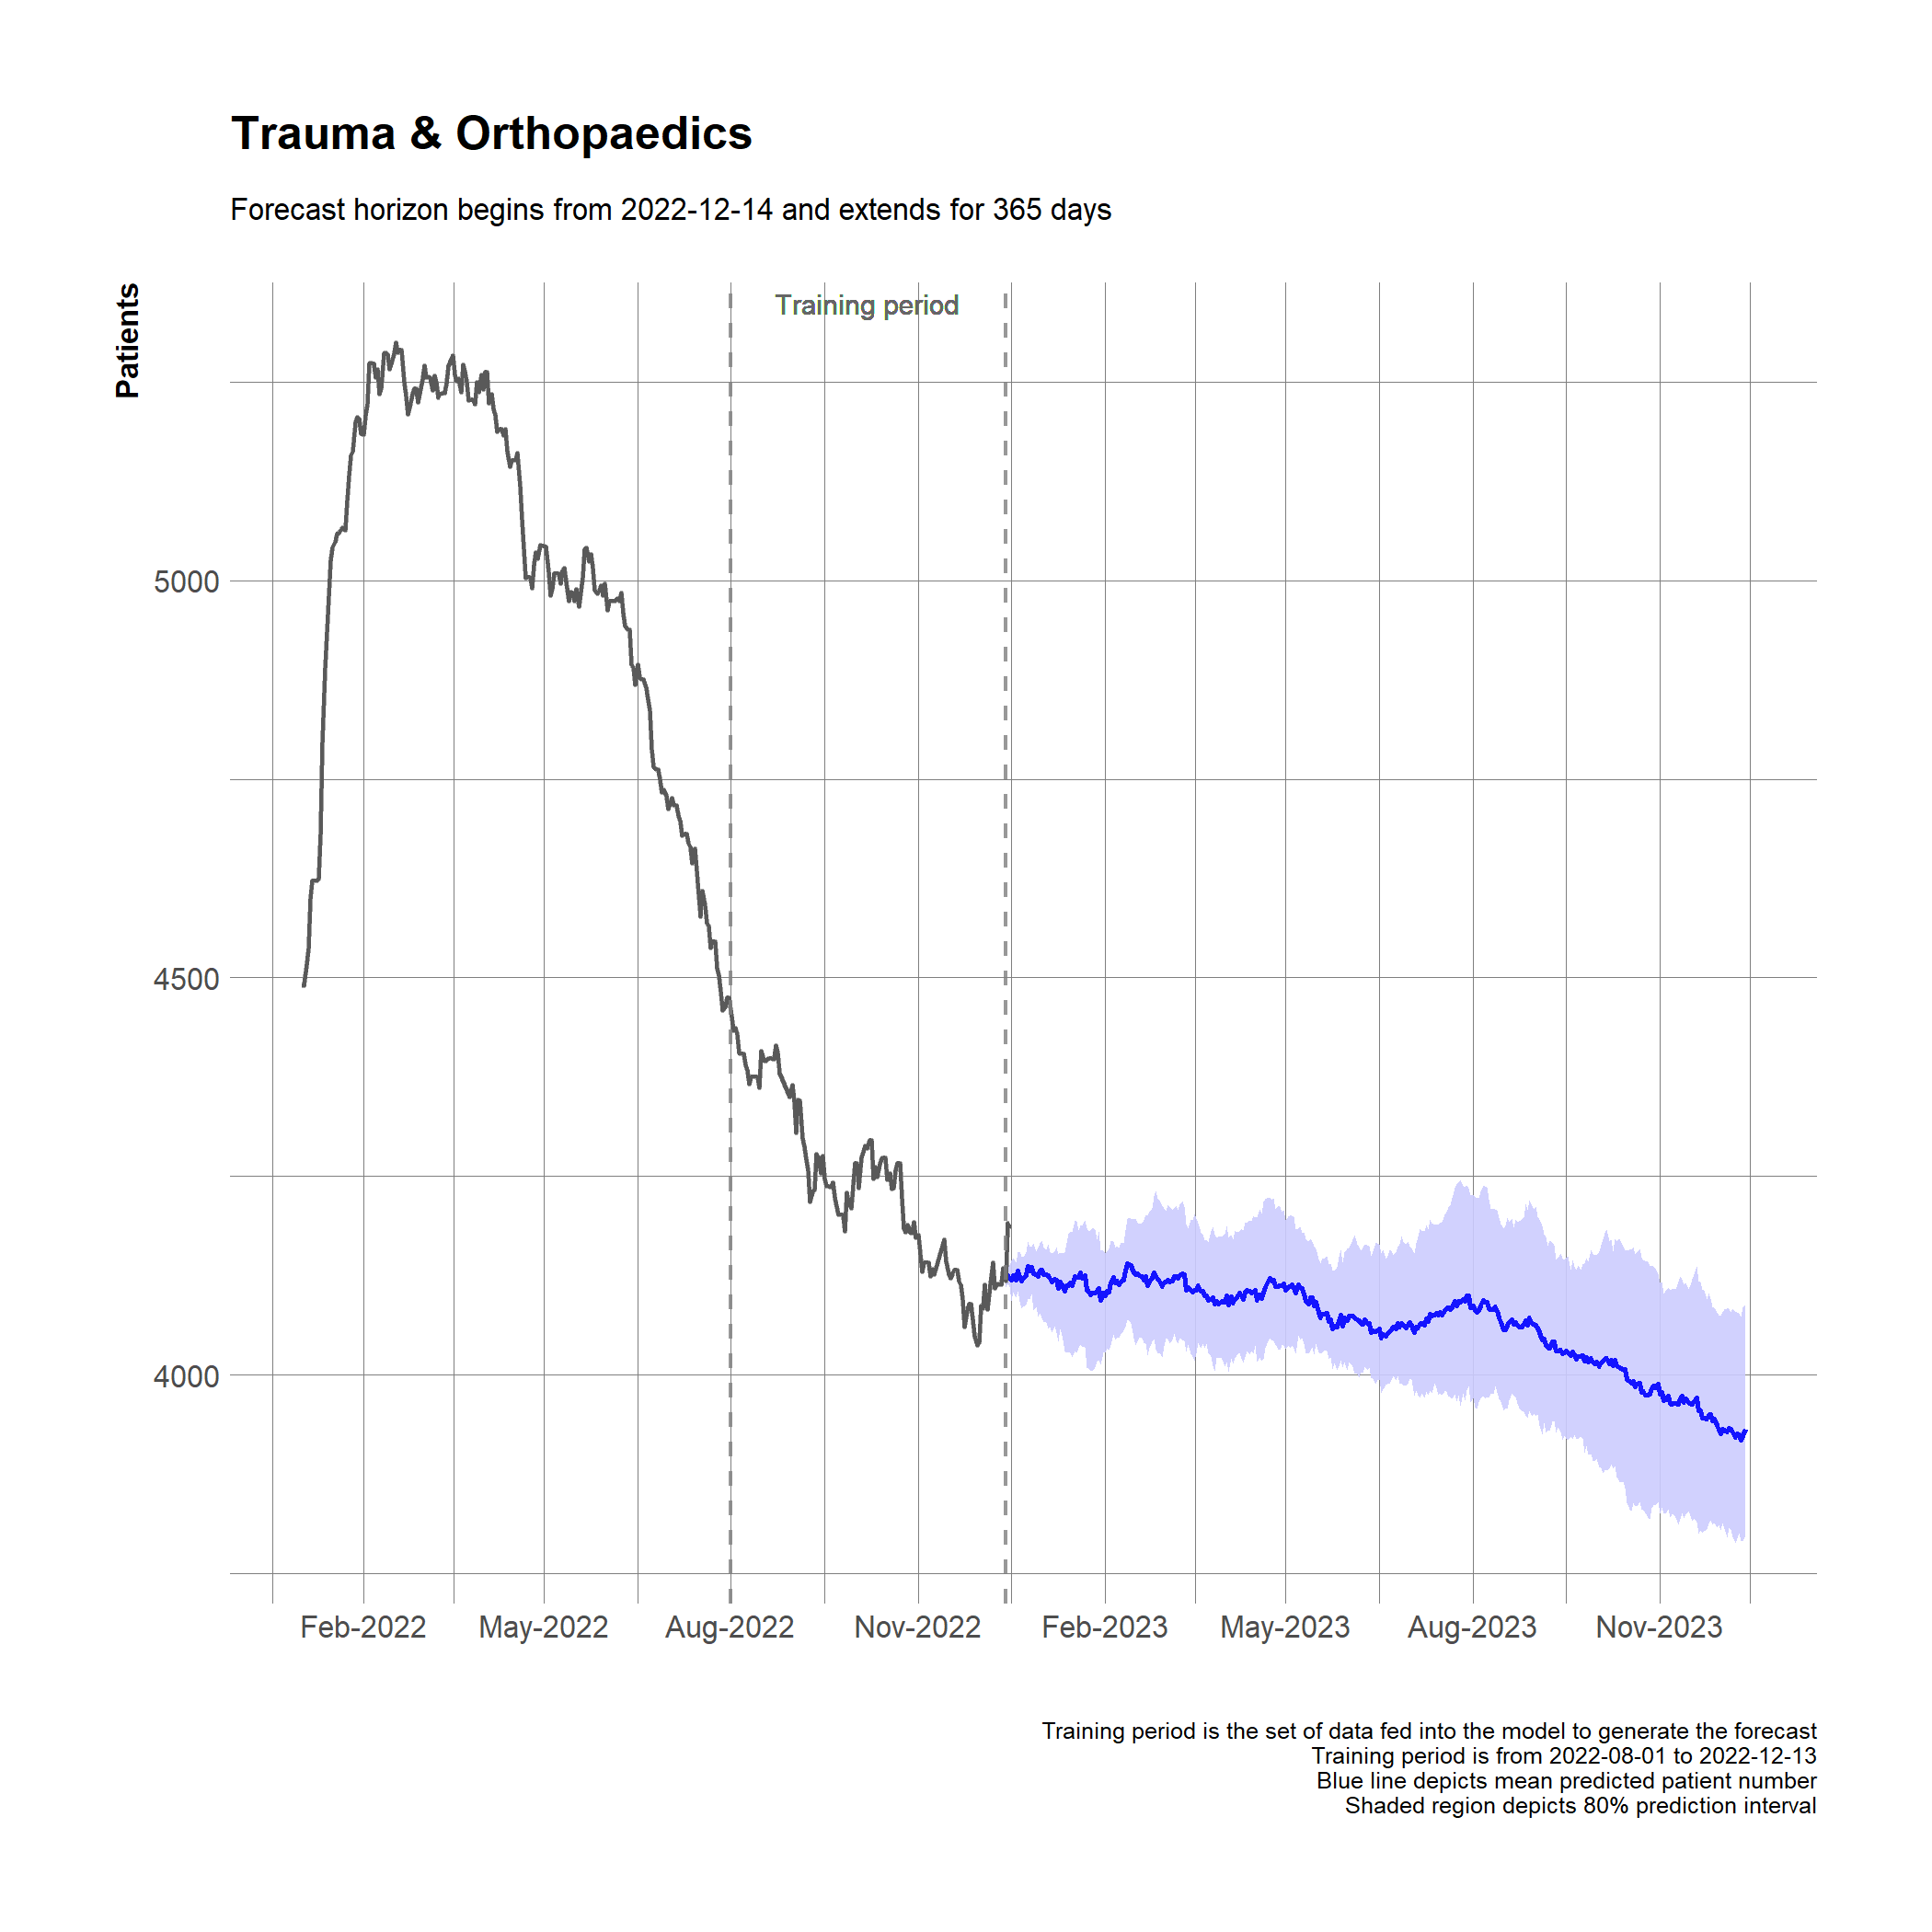 Trauma & Orthopaedics
Forecast horizon begins from 2022-12-14 and extends for 365 days
Patients
Training period
5000
4500
4000
Feb-2022 May-2022 Aug-2022 Nov-2022 Feb-2023 May-2023 Aug-2023 Nov-2023
Training period is the set of data fed into the model to generate the forecast
Training period is from 2022-08-01 to 2022-12-13
Blue line depicts mean predicted patient number
Shaded region depicts 80% prediction interval